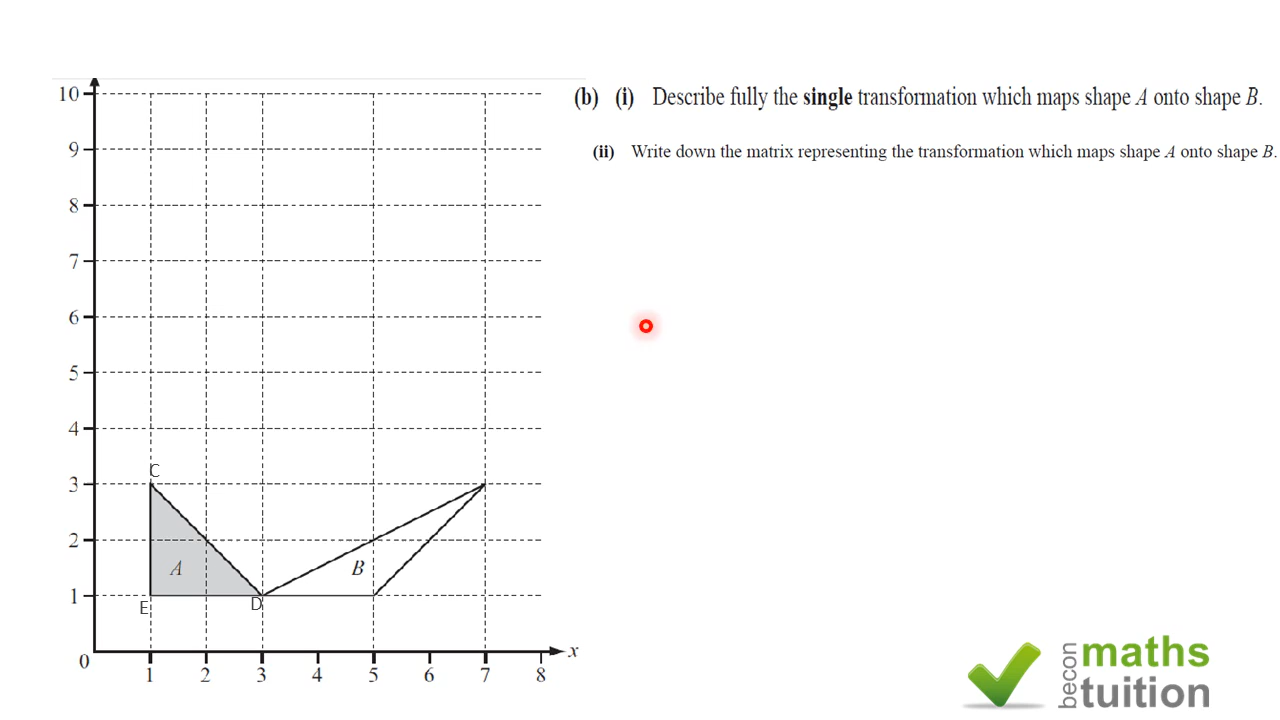 (b) (i) Describe fully the single transformation which maps shape A onto shape B.
(ii) Write down the matrix representing the transformation which maps shape A onto shape B.
10
9
8
7
6
5
4
3
2
1
0
C
A
B
E
D
1 2 3 4 5 6 7 8
x
becon
maths
tuition